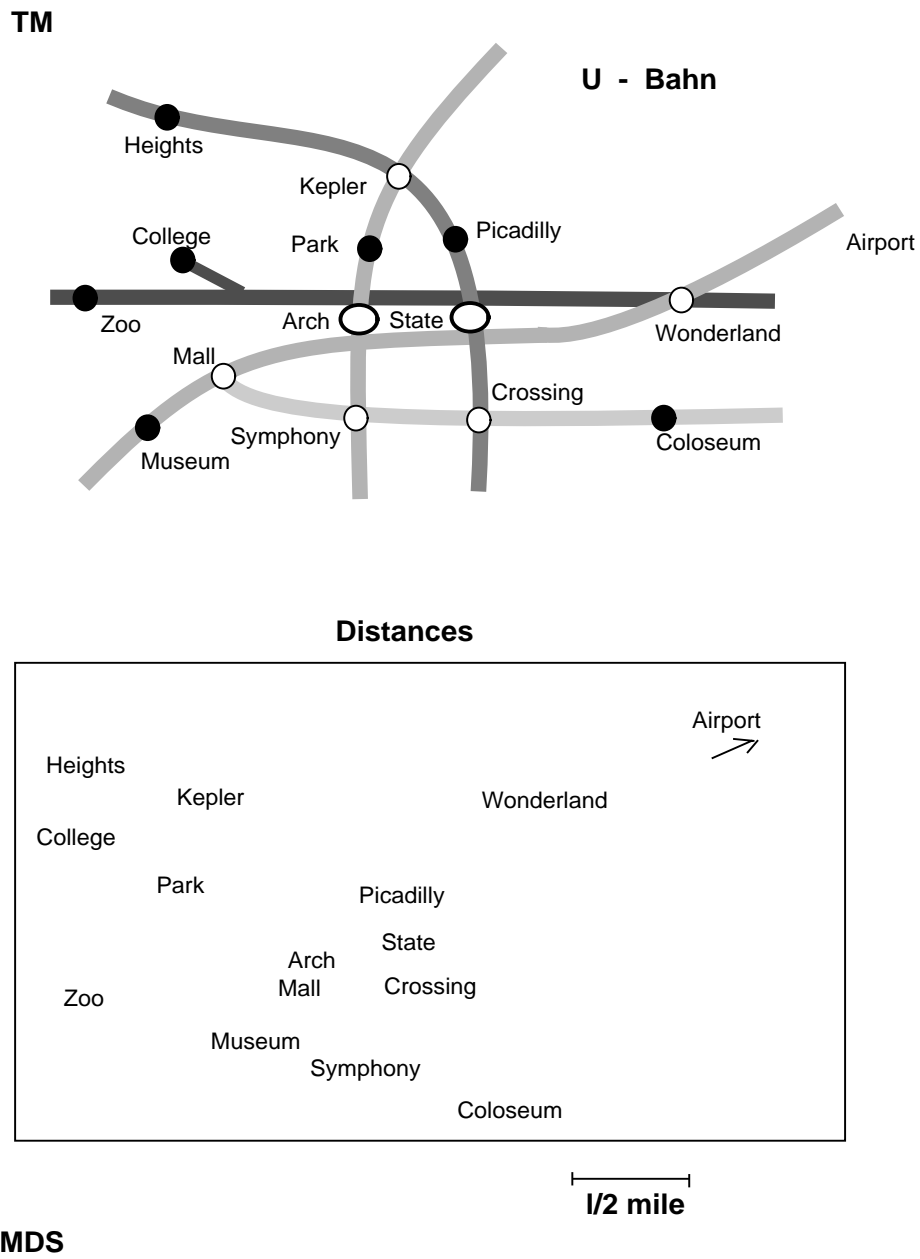 TM
U - Bahn
Heights
Kepler
College
Park
Picadilly
Airport
Zoo
Arch
State
Wonderland
Mall
Crossing
Symphony
Museum
Coloseum
Distances
Airport
Heights
Kepler
Wonderland
College
Park
Picadilly
State
Arch
Mall
Crossing
Zoo
Museum
Symphony
Coloseum
l/2 mile
MDS